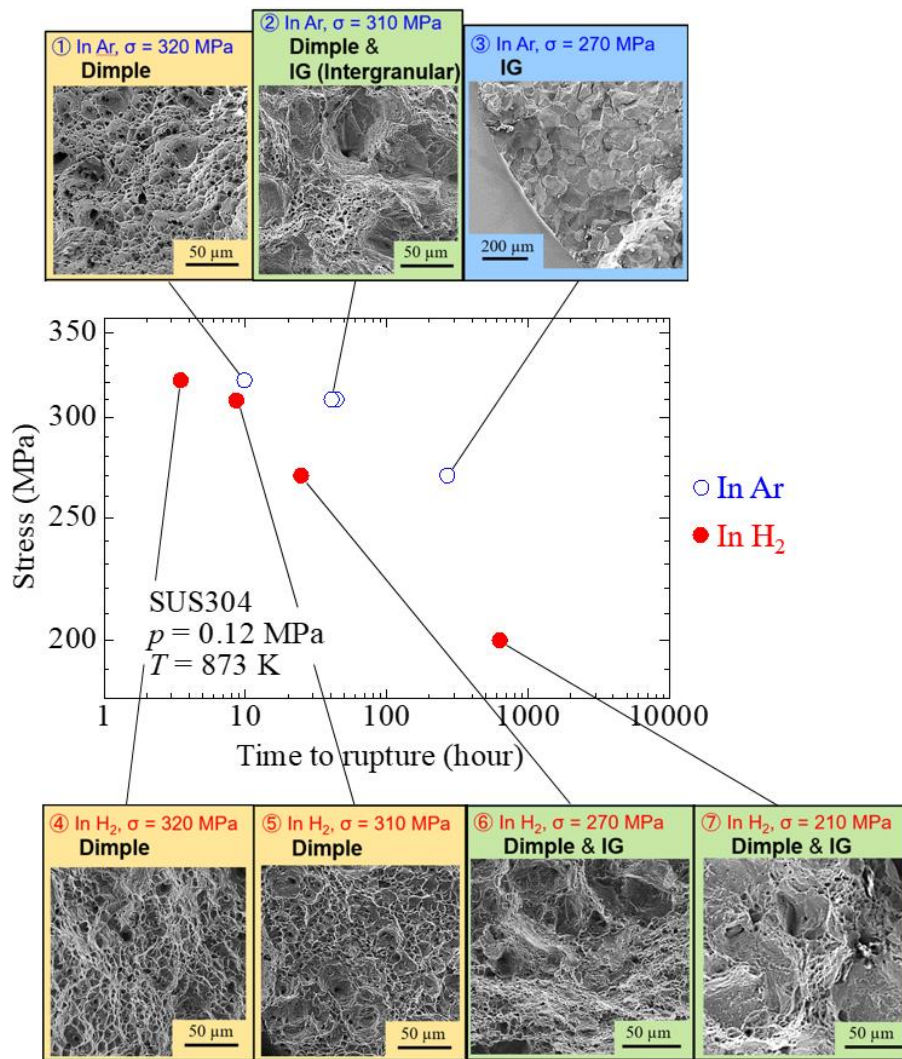 ① In Ar, σ = 320 MPa
Dimple
② In Ar, σ = 310 MPa
Dimple &
IG (Intergranular)
③ In Ar, σ = 270 MPa
IG
50 µm
50 µm
200 µm
350
300
250
200
Stress (MPa)
SUS304
p = 0.12 MPa
T = 873 K
In Ar
In H₂
1
10
100
1000
10000
Time to rupture (hour)
④ In H₂, σ = 320 MPa
Dimple
⑤ In H₂, σ = 310 MPa
Dimple
⑥ In H₂, σ = 270 MPa
Dimple & IG
⑦ In H₂, σ = 210 MPa
Dimple & IG
50 µm
50 µm
50 µm
50 µm